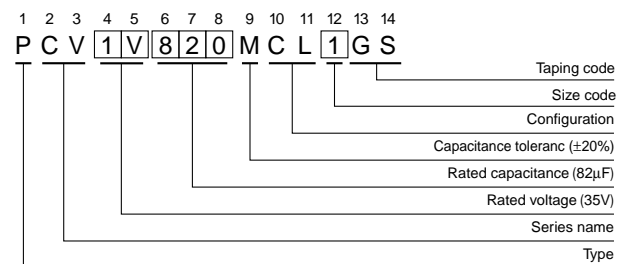 1 2 3 4 5 6 7 8 9 10 11 12 13 14
P C V 1 V 8 2 0 M C L 1 G S
Taping code
Size code
Configuration
Capacitance toleranc (±20%)
Rated capacitance (82μF)
Rated voltage (35V)
Series name
Type